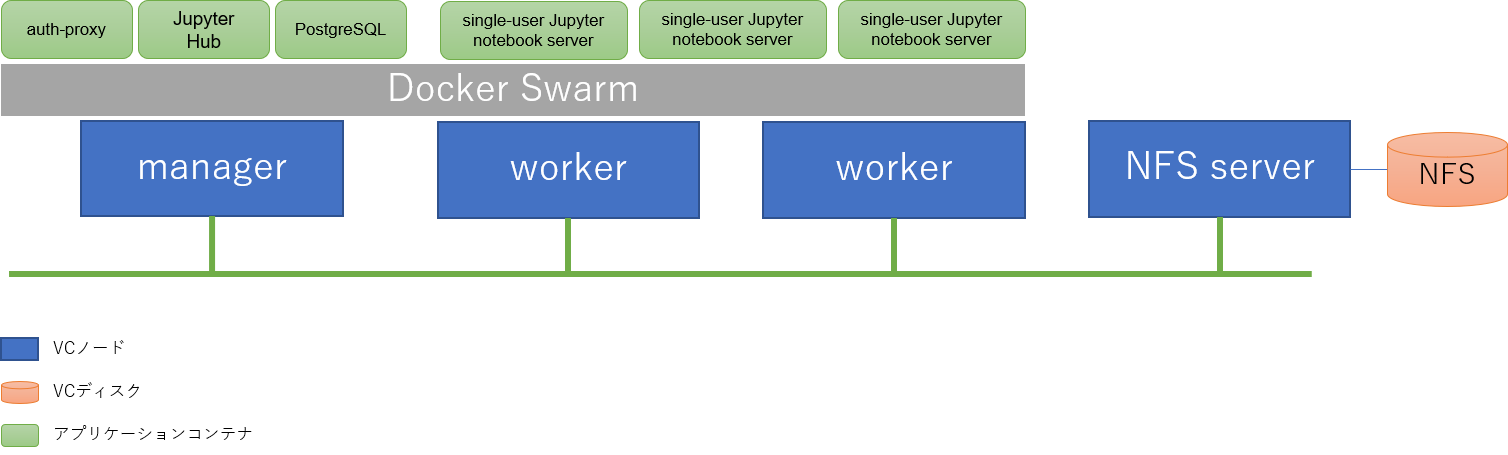 auth-proxy
Jupyter
Hub
PostgreSQL
single-user Jupyter
notebook server
single-user Jupyter
notebook server
single-user Jupyter
notebook server
Docker Swarm
manager
worker
worker
NFS server
NFS
VCノード
VCディスク
アプリケーションコンテナ